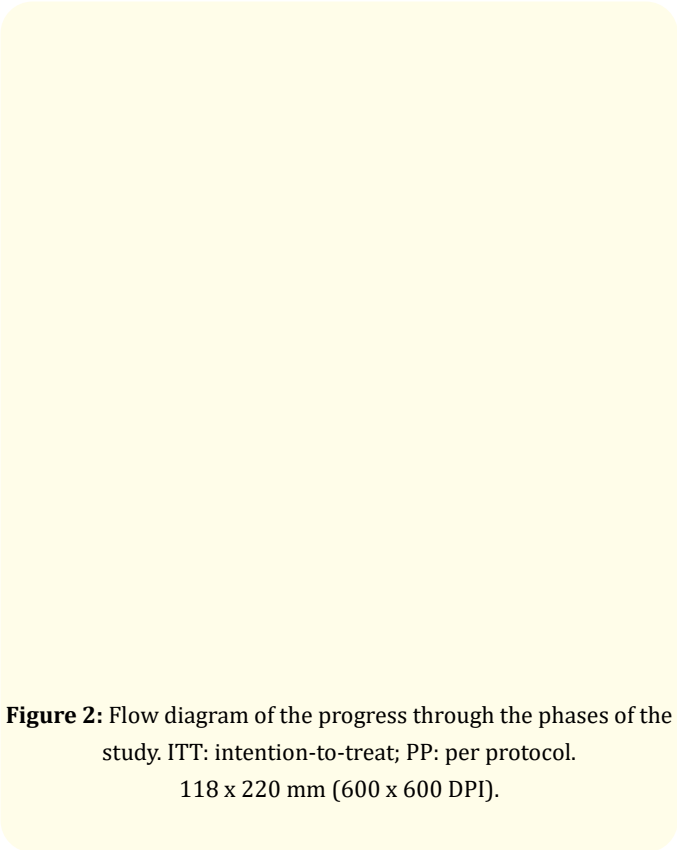 Figure 2: Flow diagram of the progress through the phases of the
study. ITT: intention-to-treat; PP: per protocol.
118 x 220 mm (600 x 600 DPI).